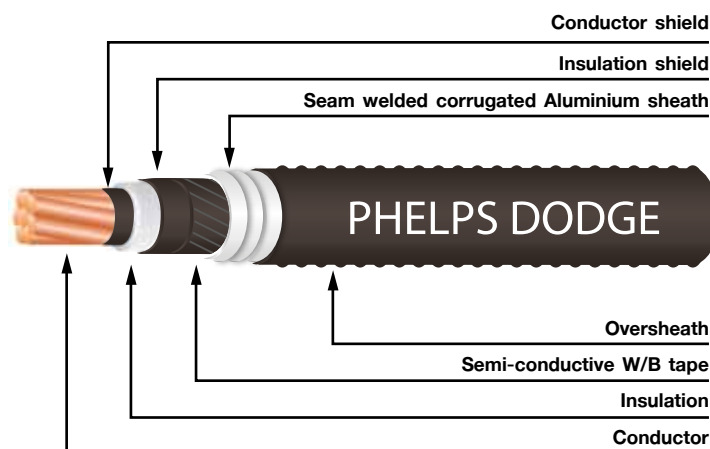 Conductor shield
Insulation shield
Seam welded corrugated Aluminium sheath
PHELPS DODGE
Oversheath
Semi-conductive W/B tape
Insulation
Conductor